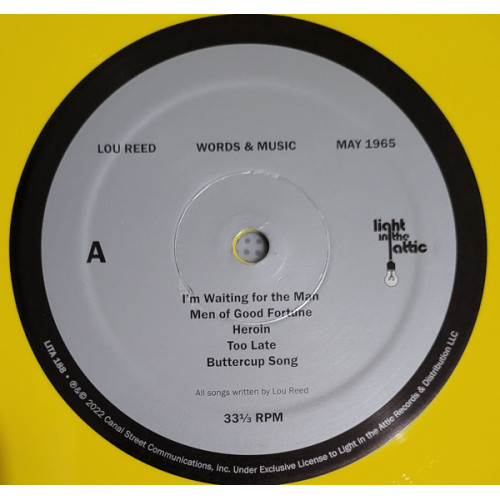 LOU REED WORDS & MUSIC MAY 1965
A
light
in the
attic
I'm Waiting for the Man
Men of Good Fortune
Heroin
Too Late
Buttercup Song
All songs written by Lou Reed
33⅓ RPM
LITA 188 • ℗&© 2022 Canal Street Communications, Inc. Under Exclusive License to Light in the Attic Records & Distribution LLC